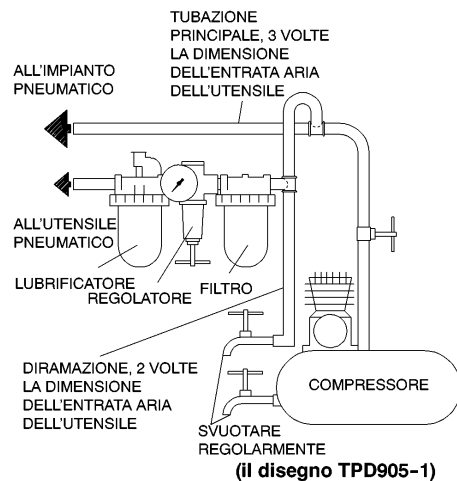 TUBAZIONE
PRINCIPALE, 3 VOLTE
LA DIMENSIONE
DELL'ENTRATA ARIA
DELL'UTENSILE
ALL'IMPIANTO
PNEUMATICO
ALL'UTENSILE
PNEUMATICO
LUBRIFICATORE
REGOLATORE
FILTRO
DIRAMAZIONE, 2 VOLTE
LA DIMENSIONE
DELL'ENTRATA ARIA
DELL'UTENSILE
COMPRESSORE
SVUOTARE
REGOLARMENTE
(il disegno TPD905-1)